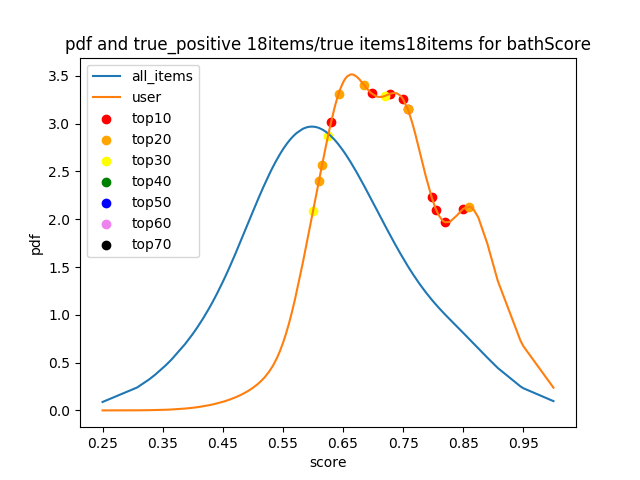 pdf and true_positive 18items/true items18items for bathScore
all_items
user
top10
top20
top30
top40
top50
top60
top70
pdf
3.5
3.0
2.5
2.0
1.5
1.0
0.5
0.0
0.25 0.35 0.45 0.55 0.65 0.75 0.85 0.95
score